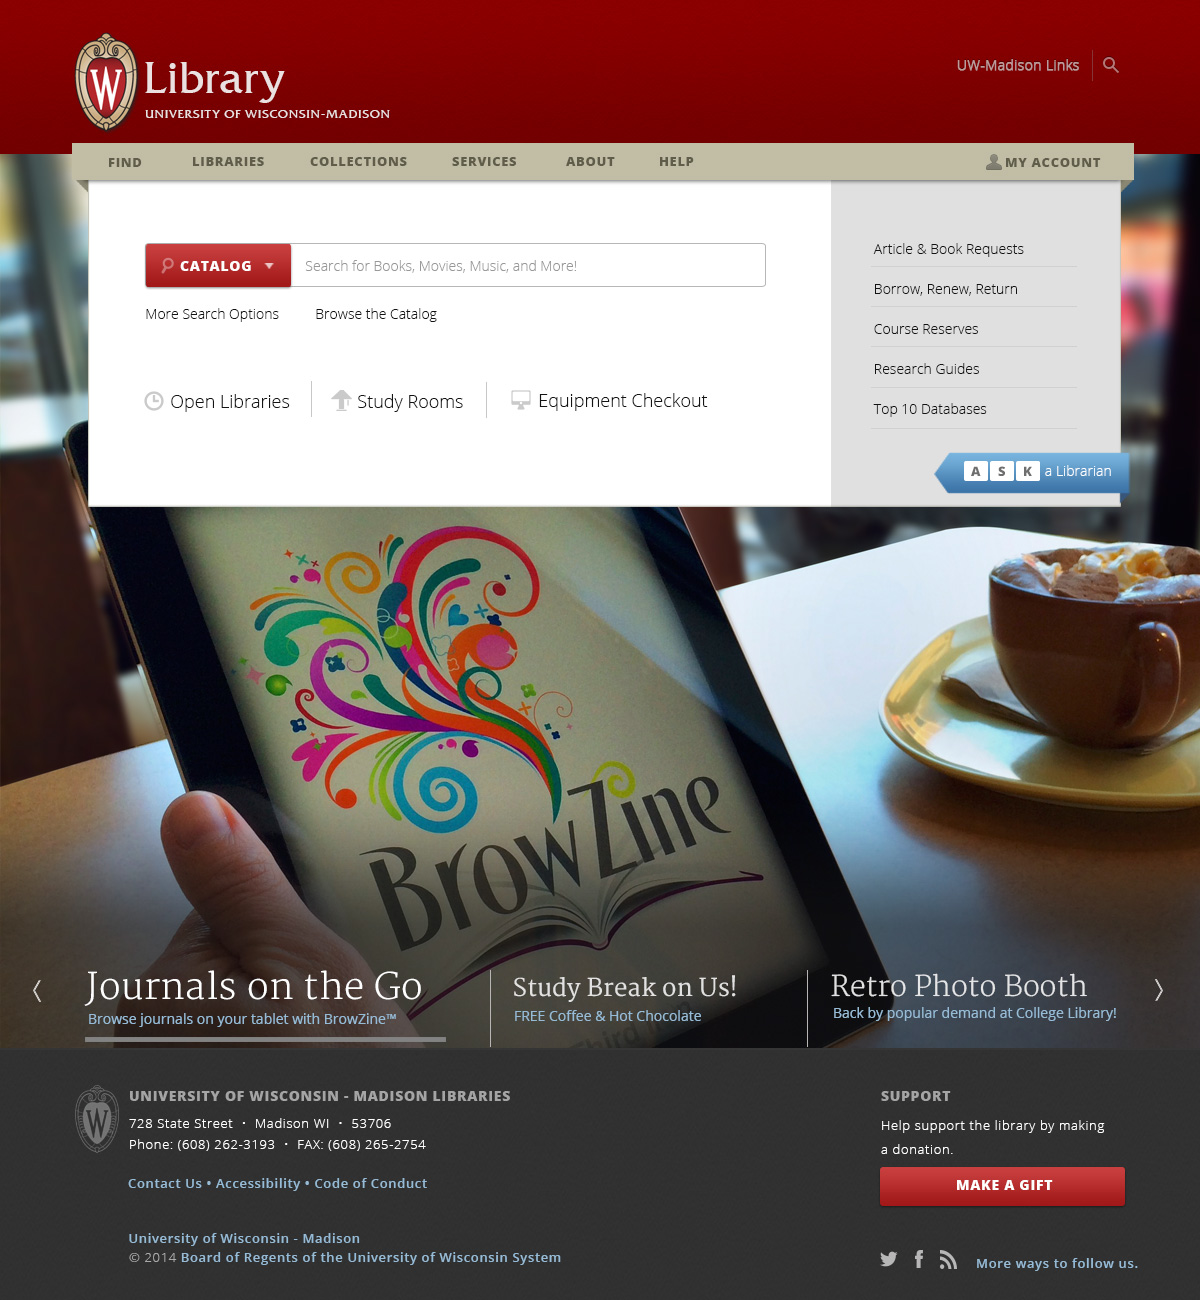 W Library
UNIVERSITY OF WISCONSIN-MADISON
UW-Madison Links
FIND LIBRARIES COLLECTIONS SERVICES ABOUT HELP MY ACCOUNT
CATALOG Search for Books, Movies, Music, and More!
More Search Options Browse the Catalog
Open Libraries Study Rooms Equipment Checkout
Article & Book Requests
Borrow, Renew, Return
Course Reserves
Research Guides
Top 10 Databases
A S K a Librarian
BrowZine
Third
Journals on the Go
Browse journals on your tablet with BrowZine™
Study Break on Us!
FREE Coffee & Hot Chocolate
Retro Photo Booth
Back by popular demand at College Library!
W
UNIVERSITY OF WISCONSIN - MADISON LIBRARIES
728 State Street · Madison WI · 53706
Phone: (608) 262-3193 · FAX: (608) 265-2754
Contact Us • Accessibility • Code of Conduct
University of Wisconsin - Madison
© 2014 Board of Regents of the University of Wisconsin System
SUPPORT
Help support the library by making
a donation.
MAKE A GIFT
More ways to follow us.